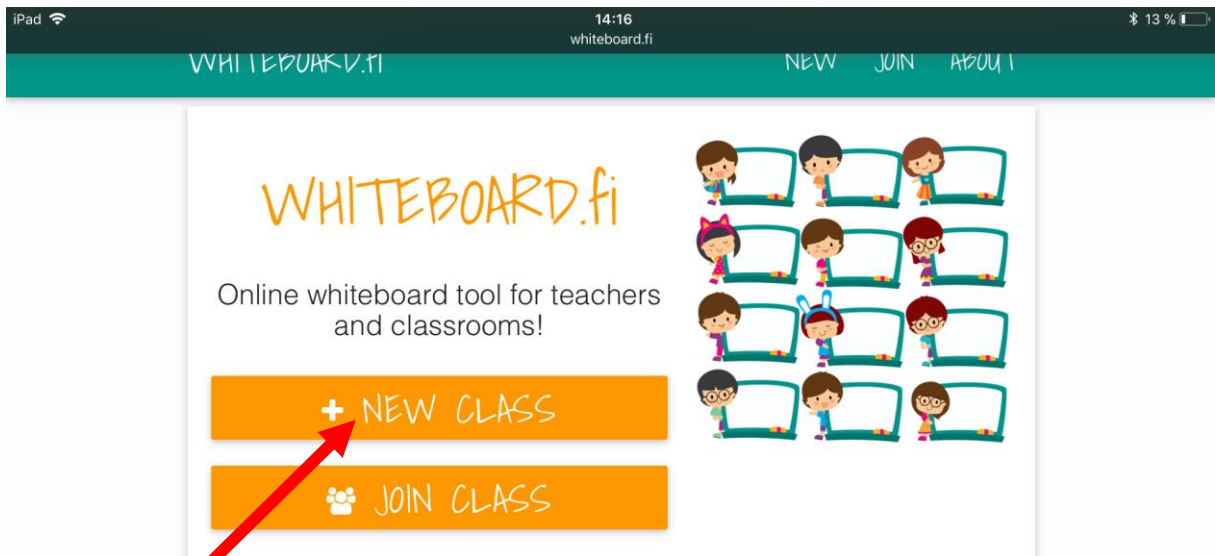 iPad
14:16
13 %
whiteboard.fi
WHITEBOARD.fi
NEW JOIN ABOUT
WHITEBOARD.fi
Online whiteboard tool for teachers
and classrooms!
+ NEW CLASS
JOIN CLASS